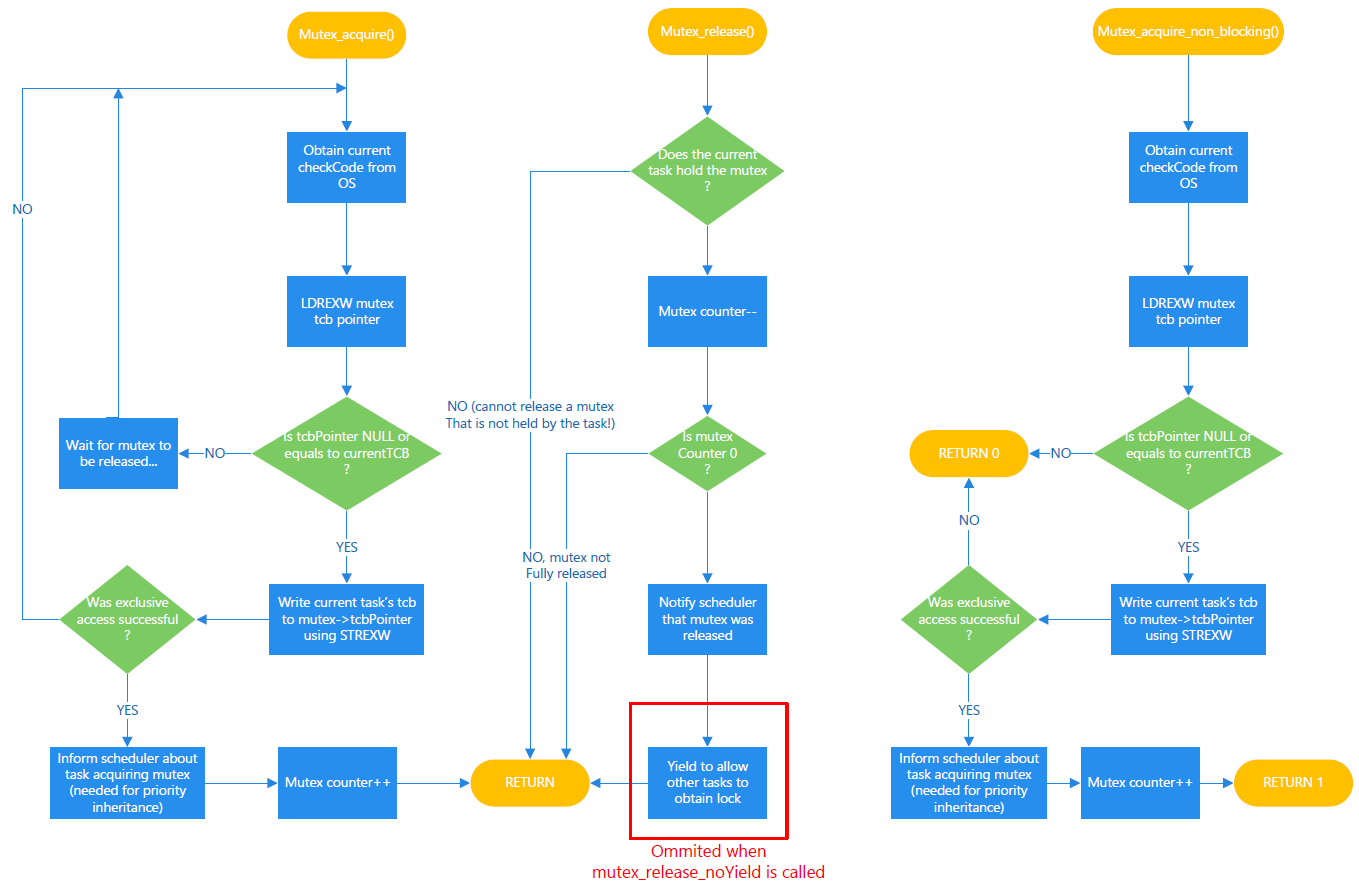 Mutex_acquire()
Obtain current
checkCode from
OS
LDREXW mutex
tcb pointer
Is tcbPointer NULL or
equals to currentTCB
?
NO
Wait for mutex to
be released...
YES
Write current task's tcb
to mutex->tcbPointer
using STREXW
Was exclusive
access successful
?
NO
YES
Inform scheduler about
task acquiring mutex
(needed for priority
inheritance)
Mutex counter++
RETURN
Mutex_release()
Does the current
task hold the mutex
?
NO (cannot release a mutex
That is not held by the task!)
Mutex counter--
Is mutex
Counter 0
?
NO, mutex not
Fully released
Notify scheduler
that mutex was
released
Yield to allow
other tasks to
obtain lock
Ommited when
mutex_release_noYield is called
Mutex_acquire_non_blocking()
Obtain current
checkCode from
OS
LDREXW mutex
tcb pointer
Is tcbPointer NULL or
equals to currentTCB
?
NO
RETURN 0
YES
Write current task's tcb
to mutex->tcbPointer
using STREXW
Was exclusive
access successful
?
NO
YES
Inform scheduler about
task acquiring mutex
(needed for priority
inheritance)
Mutex counter++
RETURN 1